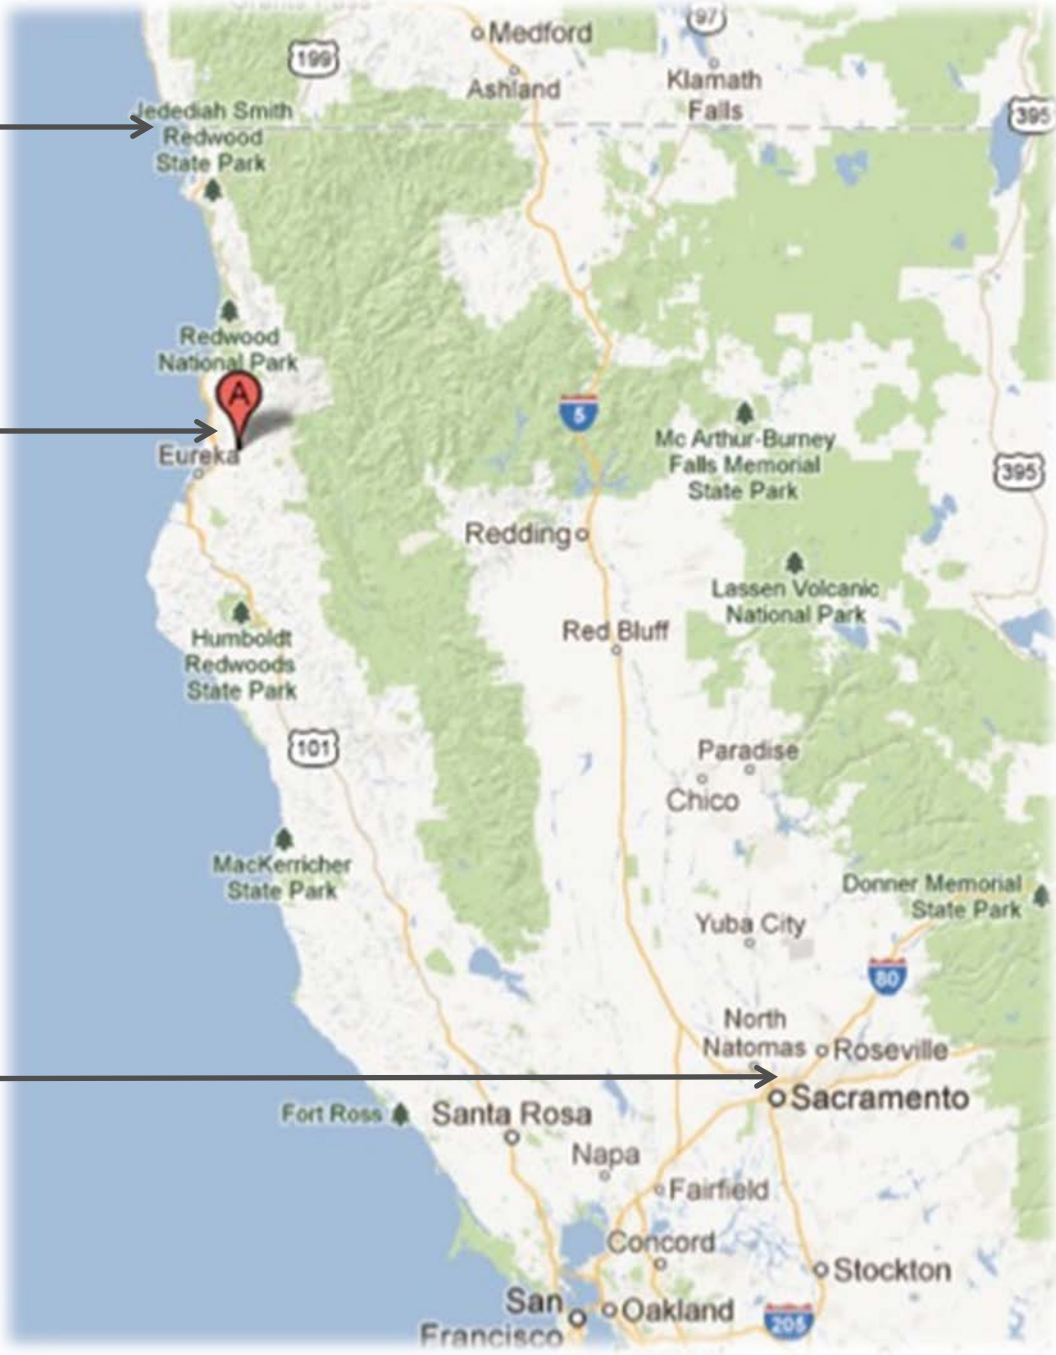 Grants Pass
Medford
97
199
Ashland
Klamath
Falls
Jedediah Smith
Redwood
State Park
395
Redwood
National Park
A
5
Mc Arthur-Burney
Falls Memorial
State Park
Eureka
395
Redding
Lassen Volcanic
National Park
Humboldt
Redwoods
State Park
Red Bluff
101
Paradise
Chico
MacKerricher
State Park
Donner Memorial
State Park
Yuba City
80
North
Natomas
Roseville
Sacramento
Fort Ross
Santa Rosa
Napa
Fairfield
Concord
Stockton
San
Francisco
Oakland
205